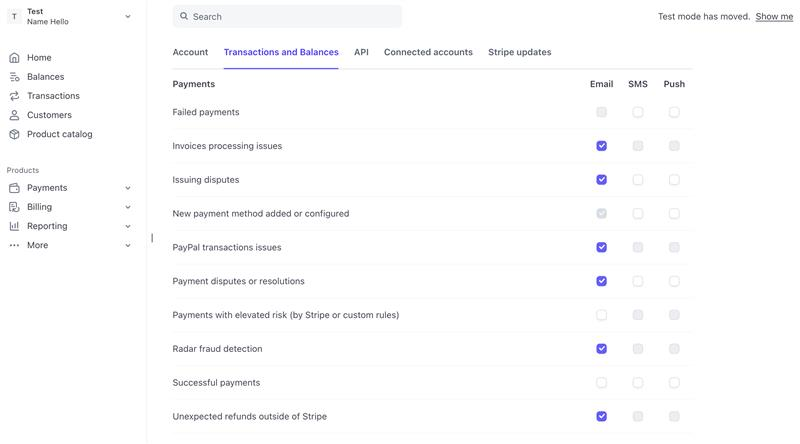 T
Test
Name Hello
Search
Test mode has moved. Show me
Home
Balances
Transactions
Customers
Product catalog
Products
Payments
Billing
Reporting
More
Account Transactions and Balances API Connected accounts Stripe updates
Payments Email SMS Push
Failed payments
Invoices processing issues
Issuing disputes
New payment method added or configured
PayPal transactions issues
Payment disputes or resolutions
Payments with elevated risk (by Stripe or custom rules)
Radar fraud detection
Successful payments
Unexpected refunds outside of Stripe